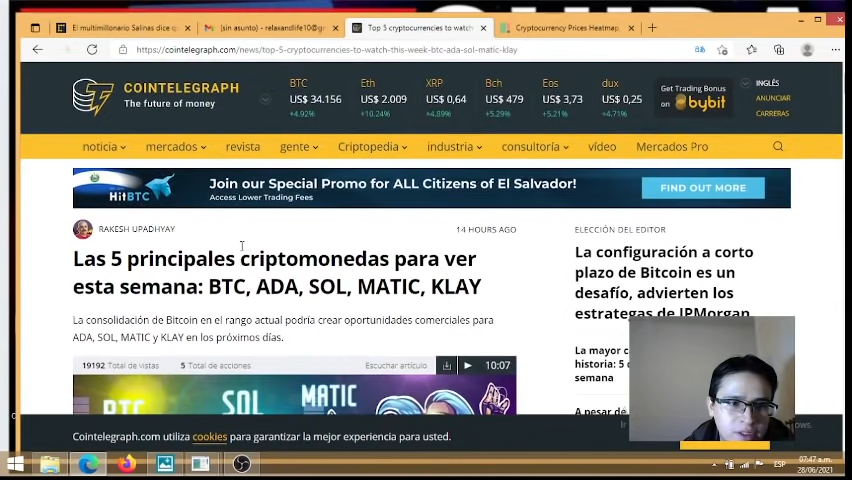 El multimillonario Salinas dice q
(sin asunto) - relaxandlife10@gm
Top 5 cryptocurrencies to watch
Cryptocurrency Prices Heatmap,
https://cointelegraph.com/news/top-5-cryptocurrencies-to-watch-this-week-btc-ada-sol-matic-klay
COINTELEGRAPH
The future of money
BTC
US$ 34.156
+4.92%
Eth
US$ 2.009
+10.24%
XRP
US$ 0,64
+4.89%
Bch
US$ 479
+5.29%
Eos
US$ 3,73
+5.21%
dux
US$ 0,25
+4.71%
Get Trading Bonus
on bybit
INGLÉS
ANUNCIAR
CARRERAS
noticia
mercados
revista
gente
Criptopedia
industria
consultoría
vídeo
Mercados Pro
HitBTC
Join our Special Promo for ALL Citizens of El Salvador!
Access Lower Trading Fees
FIND OUT MORE
RAKESH UPADHYAY
14 HOURS AGO
Las 5 principales criptomonedas para ver
esta semana: BTC, ADA, SOL, MATIC, KLAY
La consolidación de Bitcoin en el rango actual podría crear oportunidades comerciales para
ADA, SOL, MATIC y KLAY en los próximos días.
19192 Total de vistas
5 Total de acciones
Escuchar artículo
10:07
BTC
SOL
MATIC
ELECCIÓN DEL EDITOR
La configuración a corto
plazo de Bitcoin es un
desafío, advierten los
estrategas de JPMorgan
La mayor c
historia: 5
semana
A pesar de
Cointelegraph.com utiliza cookies para garantizar la mejor experiencia para usted.
ESP
07:47 a.m.
28/06/2021